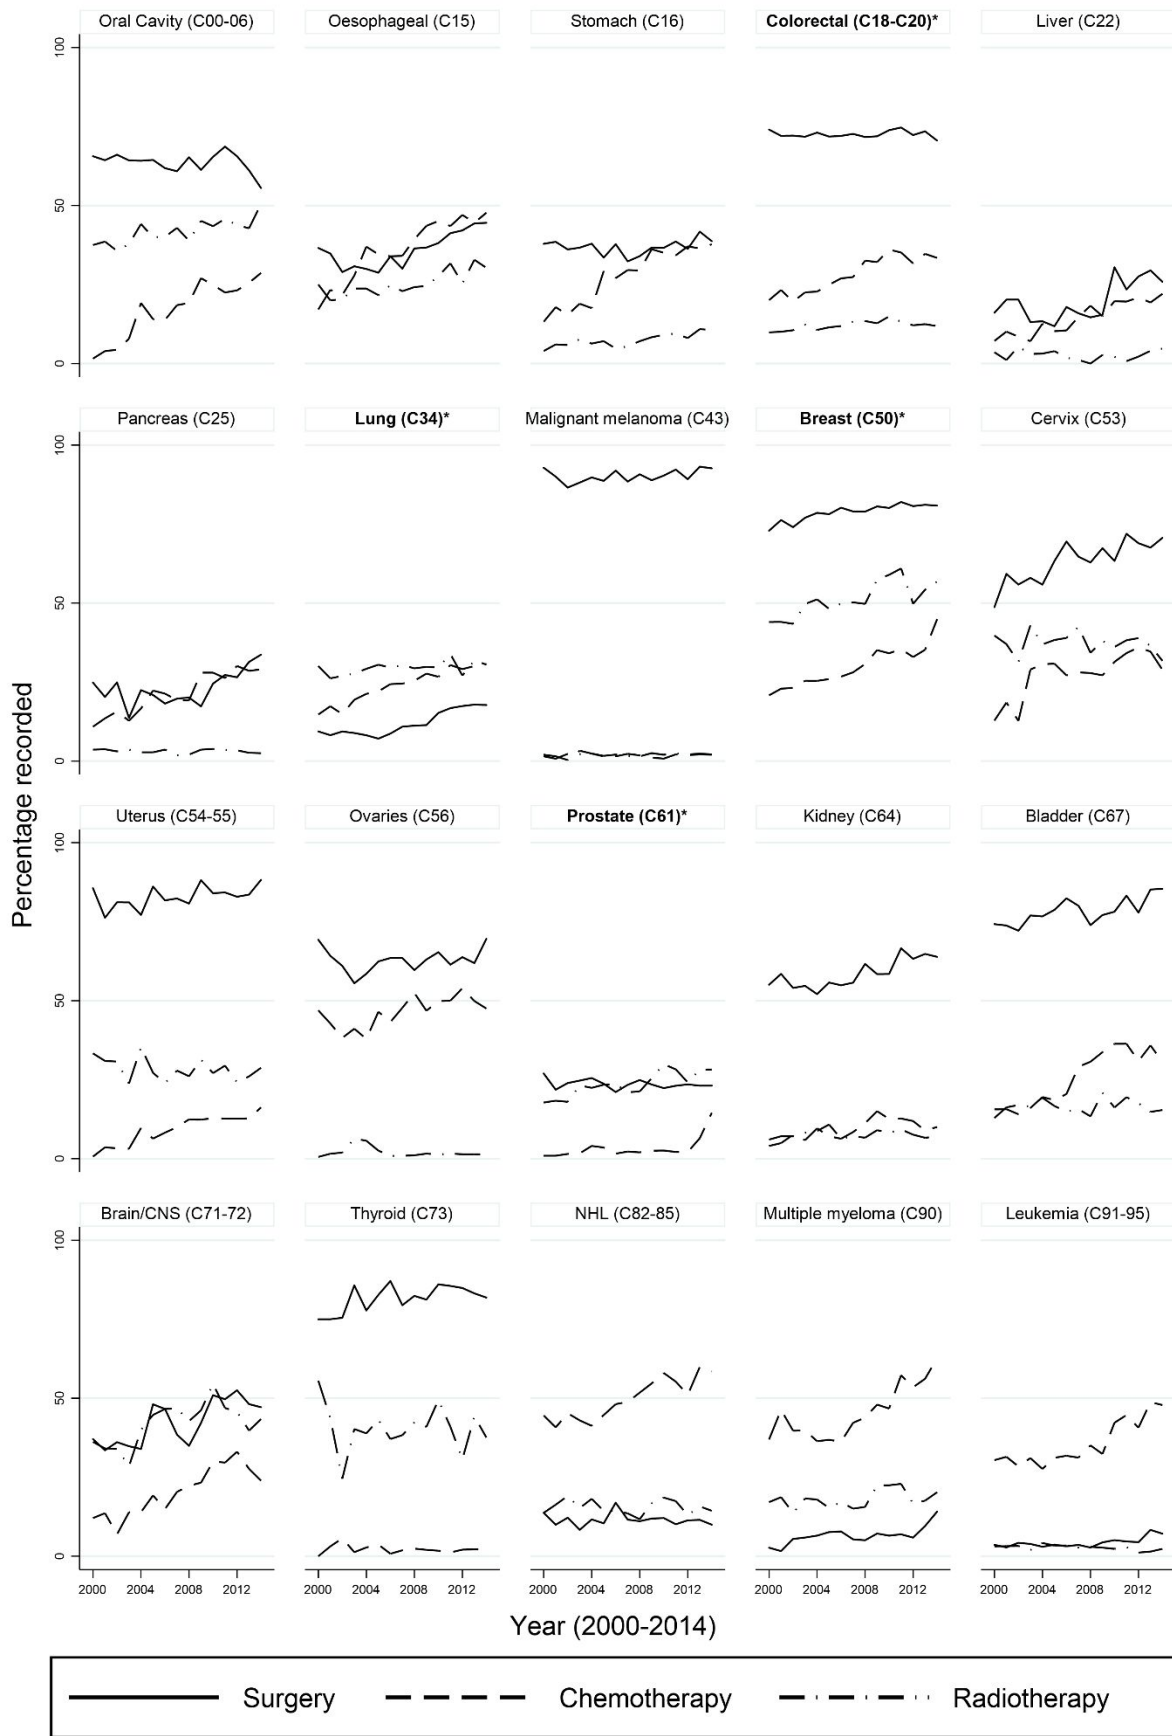 Oral Cavity (C00-06) Oesophageal (C15) Stomach (C16) Colorectal (C18-C20)* Liver (C22)
100
50
0
Pancreas (C25) Lung (C34)* Malignant melanoma (C43) Breast (C50)* Cervix (C53)
100
50
0
Percentage recorded
Uterus (C54-55) Ovaries (C56) Prostate (C61)* Kidney (C64) Bladder (C67)
100
50
0
Brain/CNS (C71-72) Thyroid (C73) NHL (C82-85) Multiple myeloma (C90) Leukemia (C91-95)
100
50
0
2000 2004 2008 2012 2000 2004 2008 2012 2000 2004 2008 2012 2000 2004 2008 2012 2000 2004 2008 2012
Year (2000-2014)
Surgery Chemotherapy Radiotherapy